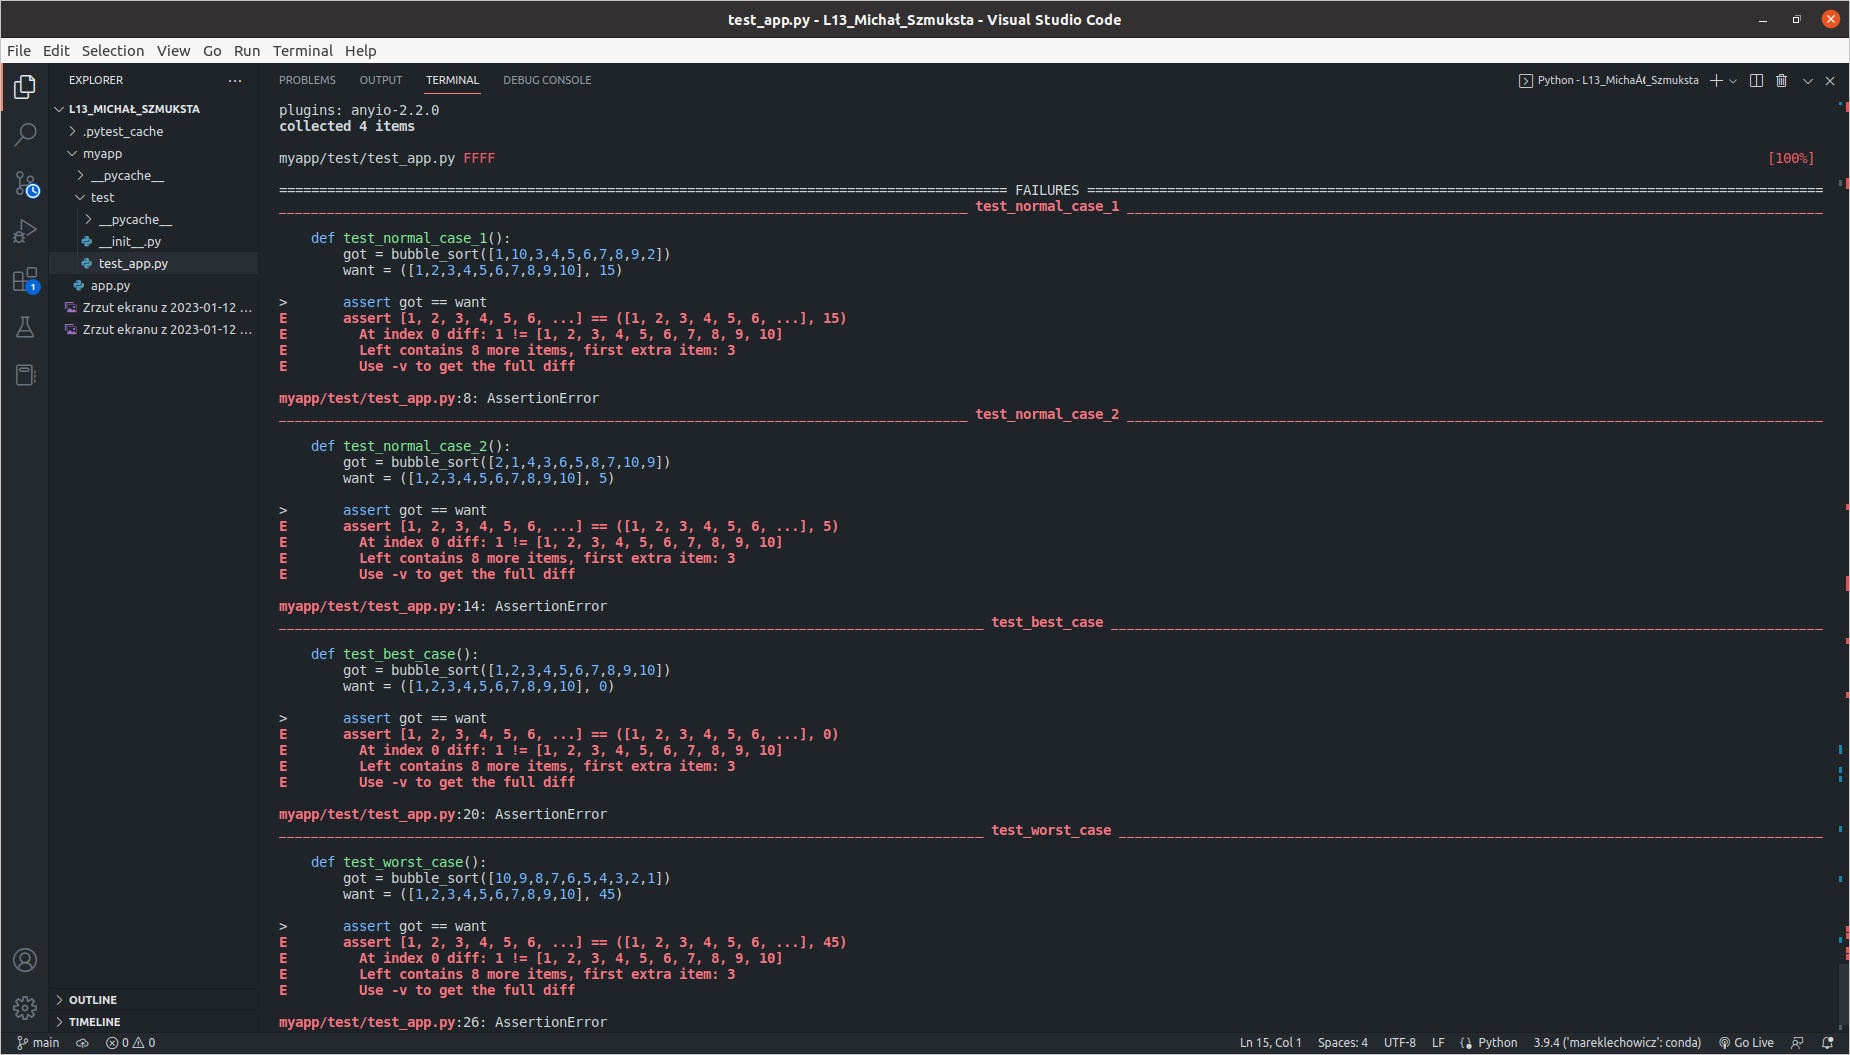 test_app.py - L13_Michał_Szmuksta - Visual Studio Code
File Edit Selection View Go Run Terminal Help
EXPLORER
L13_MICHAŁ_SZMUKSTA
.pytest_cache
myapp
__pycache__
test
__pycache__
__init__.py
test_app.py
app.py
Zrzut ekranu z 2023-01-12 ...
Zrzut ekranu z 2023-01-12 ...
OUTLINE
TIMELINE
1
PROBLEMS OUTPUT TERMINAL DEBUG CONSOLE
Python - L13_MichaÅ(_Szmuksta
plugins: anyio-2.2.0
collected 4 items
myapp/test/test_app.py FFFF [100%]
=========================================================================================== FAILURES ============================================================================================
______________________________________________________________________________________ test_normal_case_1 _______________________________________________________________________________________
def test_normal_case_1():
got = bubble_sort([1,10,3,4,5,6,7,8,9,2])
want = ([1,2,3,4,5,6,7,8,9,10], 15)
> assert got == want
E assert [1, 2, 3, 4, 5, 6, ...] == ([1, 2, 3, 4, 5, 6, ...], 15)
E At index 0 diff: 1 != [1, 2, 3, 4, 5, 6, 7, 8, 9, 10]
E Left contains 8 more items, first extra item: 3
E Use -v to get the full diff
myapp/test/test_app.py:8: AssertionError
______________________________________________________________________________________ test_normal_case_2 _______________________________________________________________________________________
def test_normal_case_2():
got = bubble_sort([2,1,4,3,6,5,8,7,10,9])
want = ([1,2,3,4,5,6,7,8,9,10], 5)
> assert got == want
E assert [1, 2, 3, 4, 5, 6, ...] == ([1, 2, 3, 4, 5, 6, ...], 5)
E At index 0 diff: 1 != [1, 2, 3, 4, 5, 6, 7, 8, 9, 10]
E Left contains 8 more items, first extra item: 3
E Use -v to get the full diff
myapp/test/test_app.py:14: AssertionError
________________________________________________________________________________________ test_best_case _________________________________________________________________________________________
def test_best_case():
got = bubble_sort([1,2,3,4,5,6,7,8,9,10])
want = ([1,2,3,4,5,6,7,8,9,10], 0)
> assert got == want
E assert [1, 2, 3, 4, 5, 6, ...] == ([1, 2, 3, 4, 5, 6, ...], 0)
E At index 0 diff: 1 != [1, 2, 3, 4, 5, 6, 7, 8, 9, 10]
E Left contains 8 more items, first extra item: 3
E Use -v to get the full diff
myapp/test/test_app.py:20: AssertionError
________________________________________________________________________________________ test_worst_case ________________________________________________________________________________________
def test_worst_case():
got = bubble_sort([10,9,8,7,6,5,4,3,2,1])
want = ([1,2,3,4,5,6,7,8,9,10], 45)
> assert got == want
E assert [1, 2, 3, 4, 5, 6, ...] == ([1, 2, 3, 4, 5, 6, ...], 45)
E At index 0 diff: 1 != [1, 2, 3, 4, 5, 6, 7, 8, 9, 10]
E Left contains 8 more items, first extra item: 3
E Use -v to get the full diff
myapp/test/test_app.py:26: AssertionError
main 0 0 Ln 15, Col 1 Spaces: 4 UTF-8 LF Python 3.9.4 ('mareklechowicz': conda) Go Live